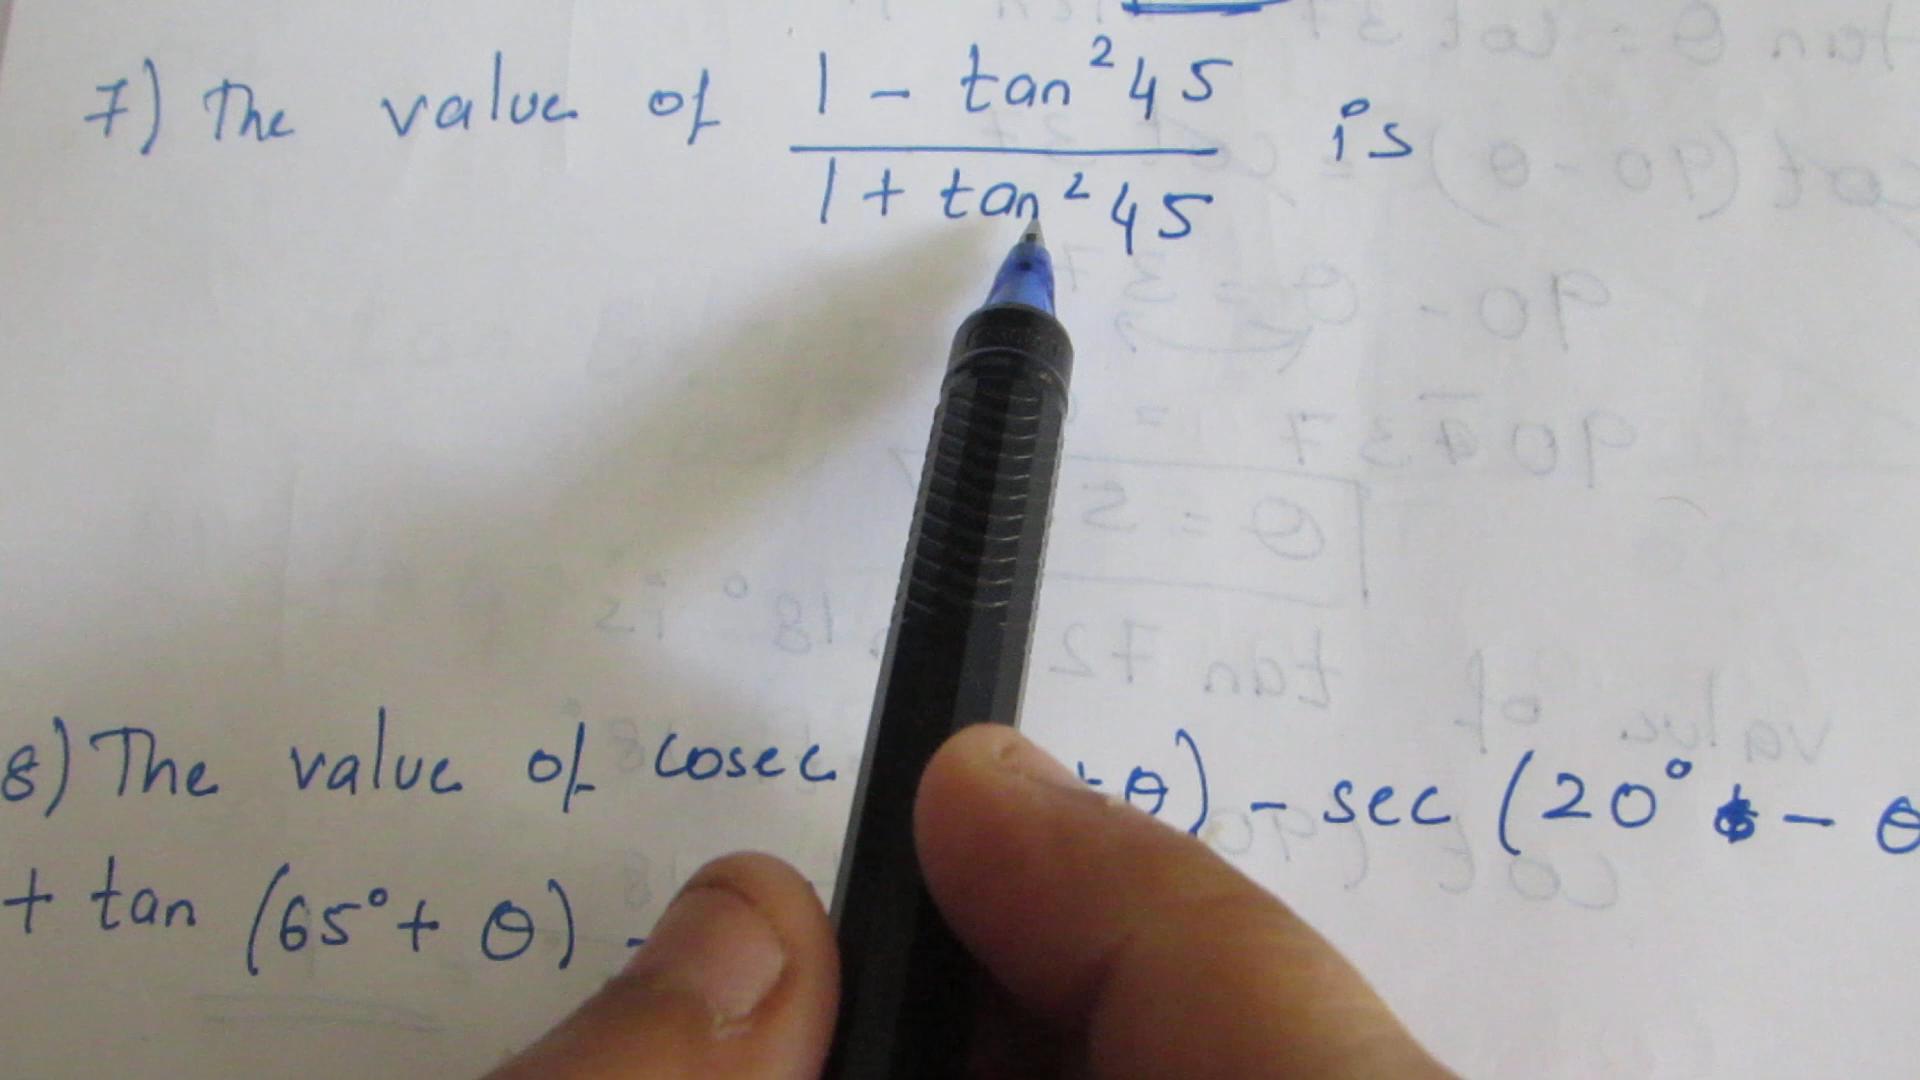 7) The value of 1 - tan²45 / 1 + tan²45 is
8) The value of cosec + θ) - sec (20° - θ
+ tan (65° + θ) -